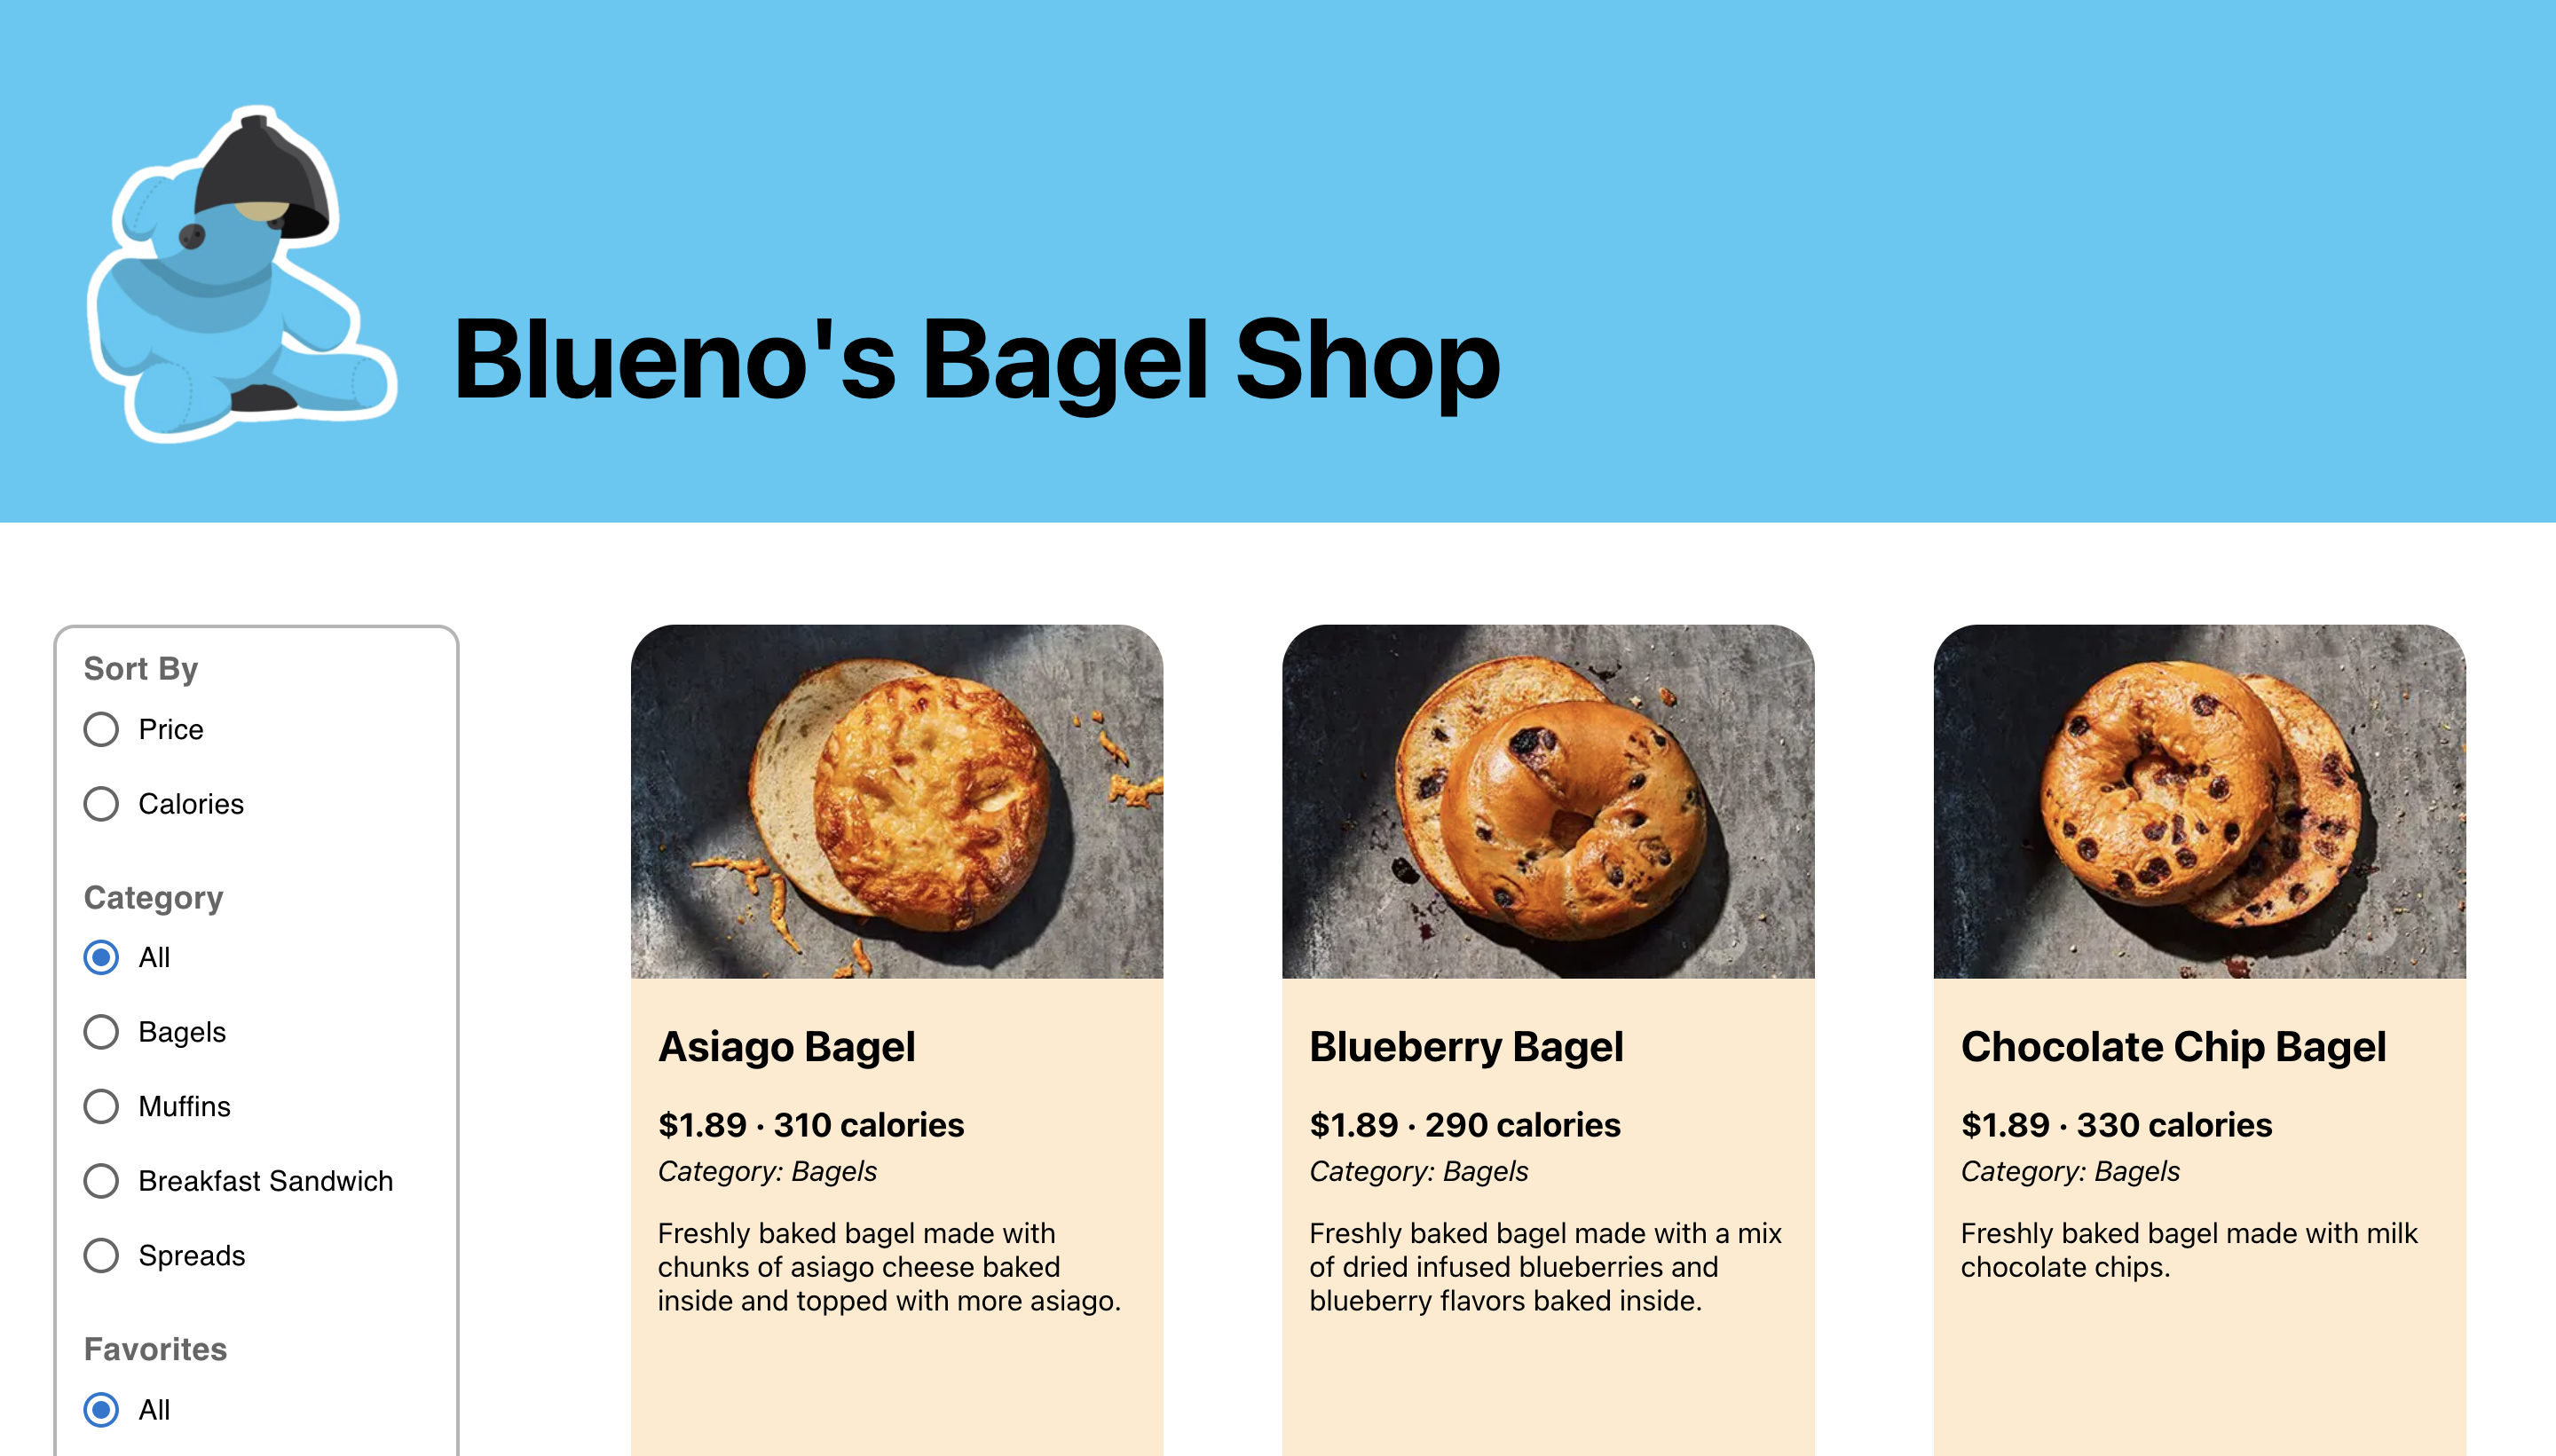 Blueno's Bagel Shop
Sort By
Price
Calories
Category
All
Bagels
Muffins
Breakfast Sandwich
Spreads
Favorites
All
Asiago Bagel
$1.89 · 310 calories
Category: Bagels
Freshly baked bagel made with
chunks of asiago cheese baked
inside and topped with more asiago.
Blueberry Bagel
$1.89 · 290 calories
Category: Bagels
Freshly baked bagel made with a mix
of dried infused blueberries and
blueberry flavors baked inside.
Chocolate Chip Bagel
$1.89 · 330 calories
Category: Bagels
Freshly baked bagel made with milk
chocolate chips.